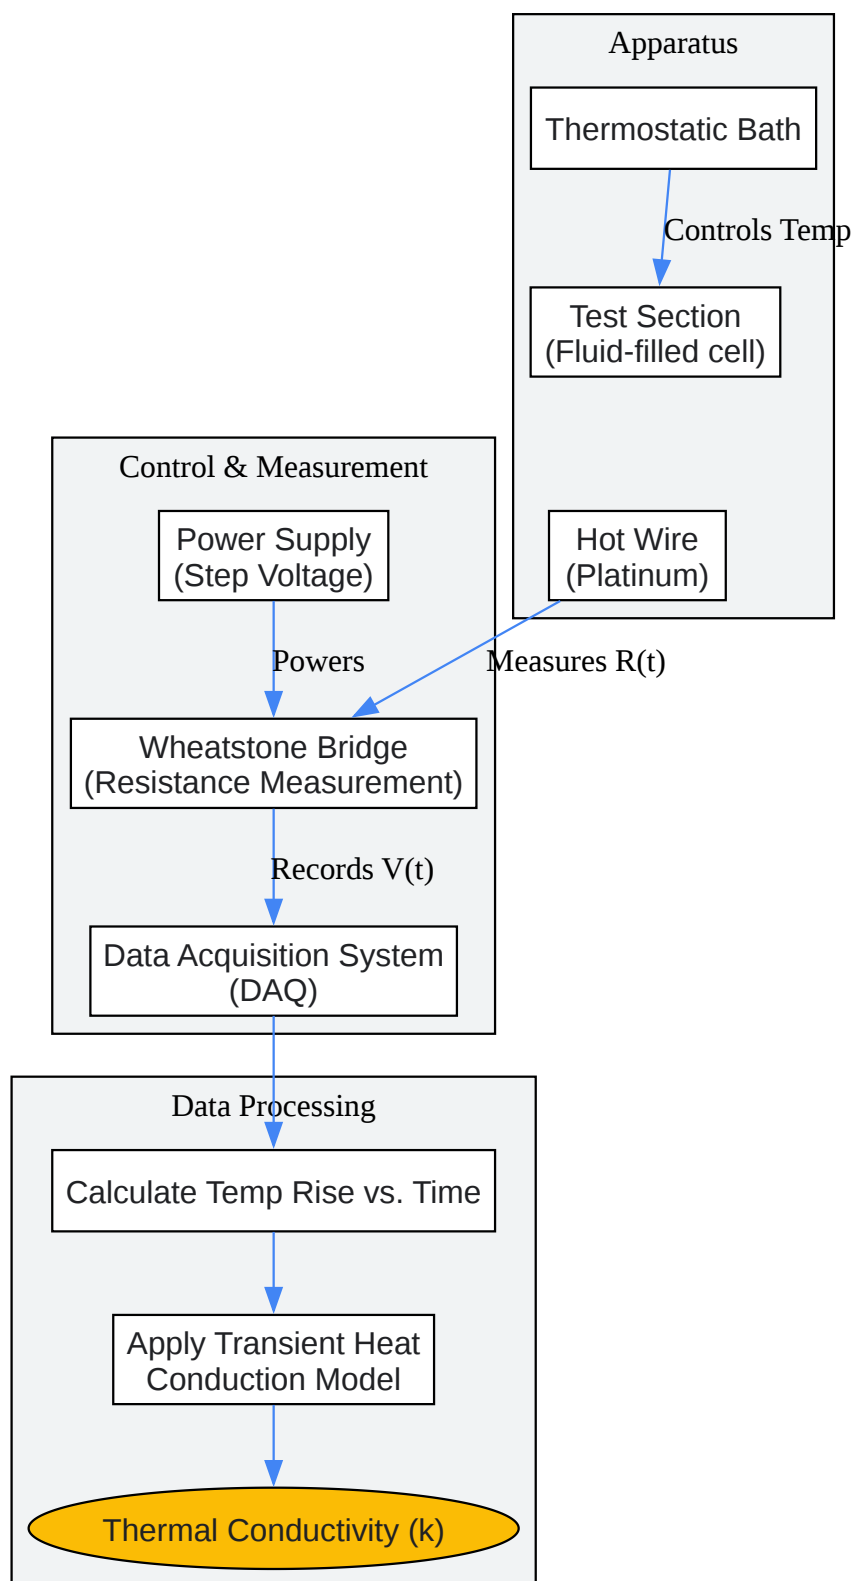 Apparatus
Thermostatic Bath
Controls Temp
Test Section
(Fluid-filled cell)
Control & Measurement
Power Supply
(Step Voltage)
Hot Wire
(Platinum)
Powers
Measures R(t)
Wheatstone Bridge
(Resistance Measurement)
Records V(t)
Data Acquisition System
(DAQ)
Data Processing
Calculate Temp Rise vs. Time
Apply Transient Heat
Conduction Model
Thermal Conductivity (k)